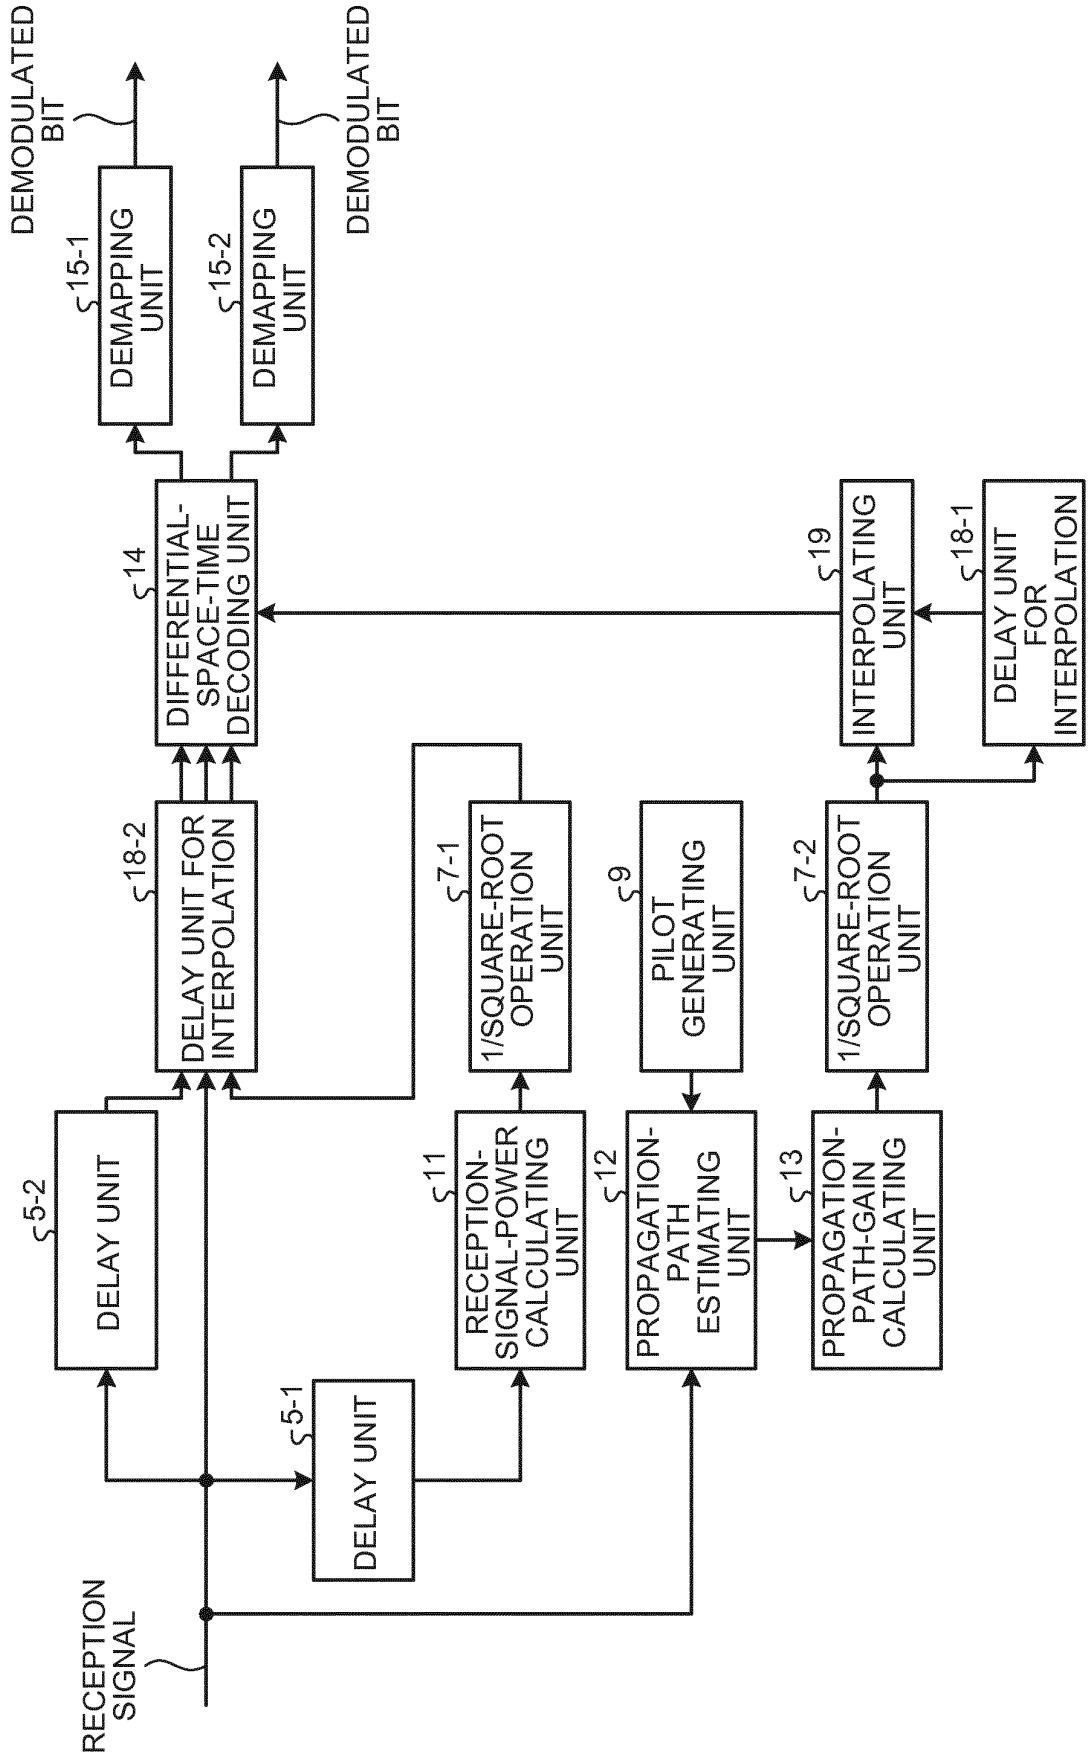 RECEPTION
SIGNAL
5-2
DELAY UNIT
5-1
DELAY UNIT
18-2
DELAY UNIT FOR
INTERPOLATION
14
DIFFERENTIAL-
SPACE-TIME
DECODING UNIT
15-1
DEMAPPING
UNIT
DEMODULATED
BIT
15-2
DEMAPPING
UNIT
DEMODULATED
BIT
11
RECEPTION-
SIGNAL-POWER
CALCULATING
UNIT
7-1
1/SQUARE-ROOT
OPERATION
UNIT
12
PROPAGATION-
PATH
ESTIMATING
UNIT
9
PILOT
GENERATING
UNIT
13
PROPAGATION-
PATH-GAIN
CALCULATING
UNIT
7-2
1/SQUARE-ROOT
OPERATION
UNIT
19
INTERPOLATING
UNIT
18-1
DELAY UNIT
FOR
INTERPOLATION